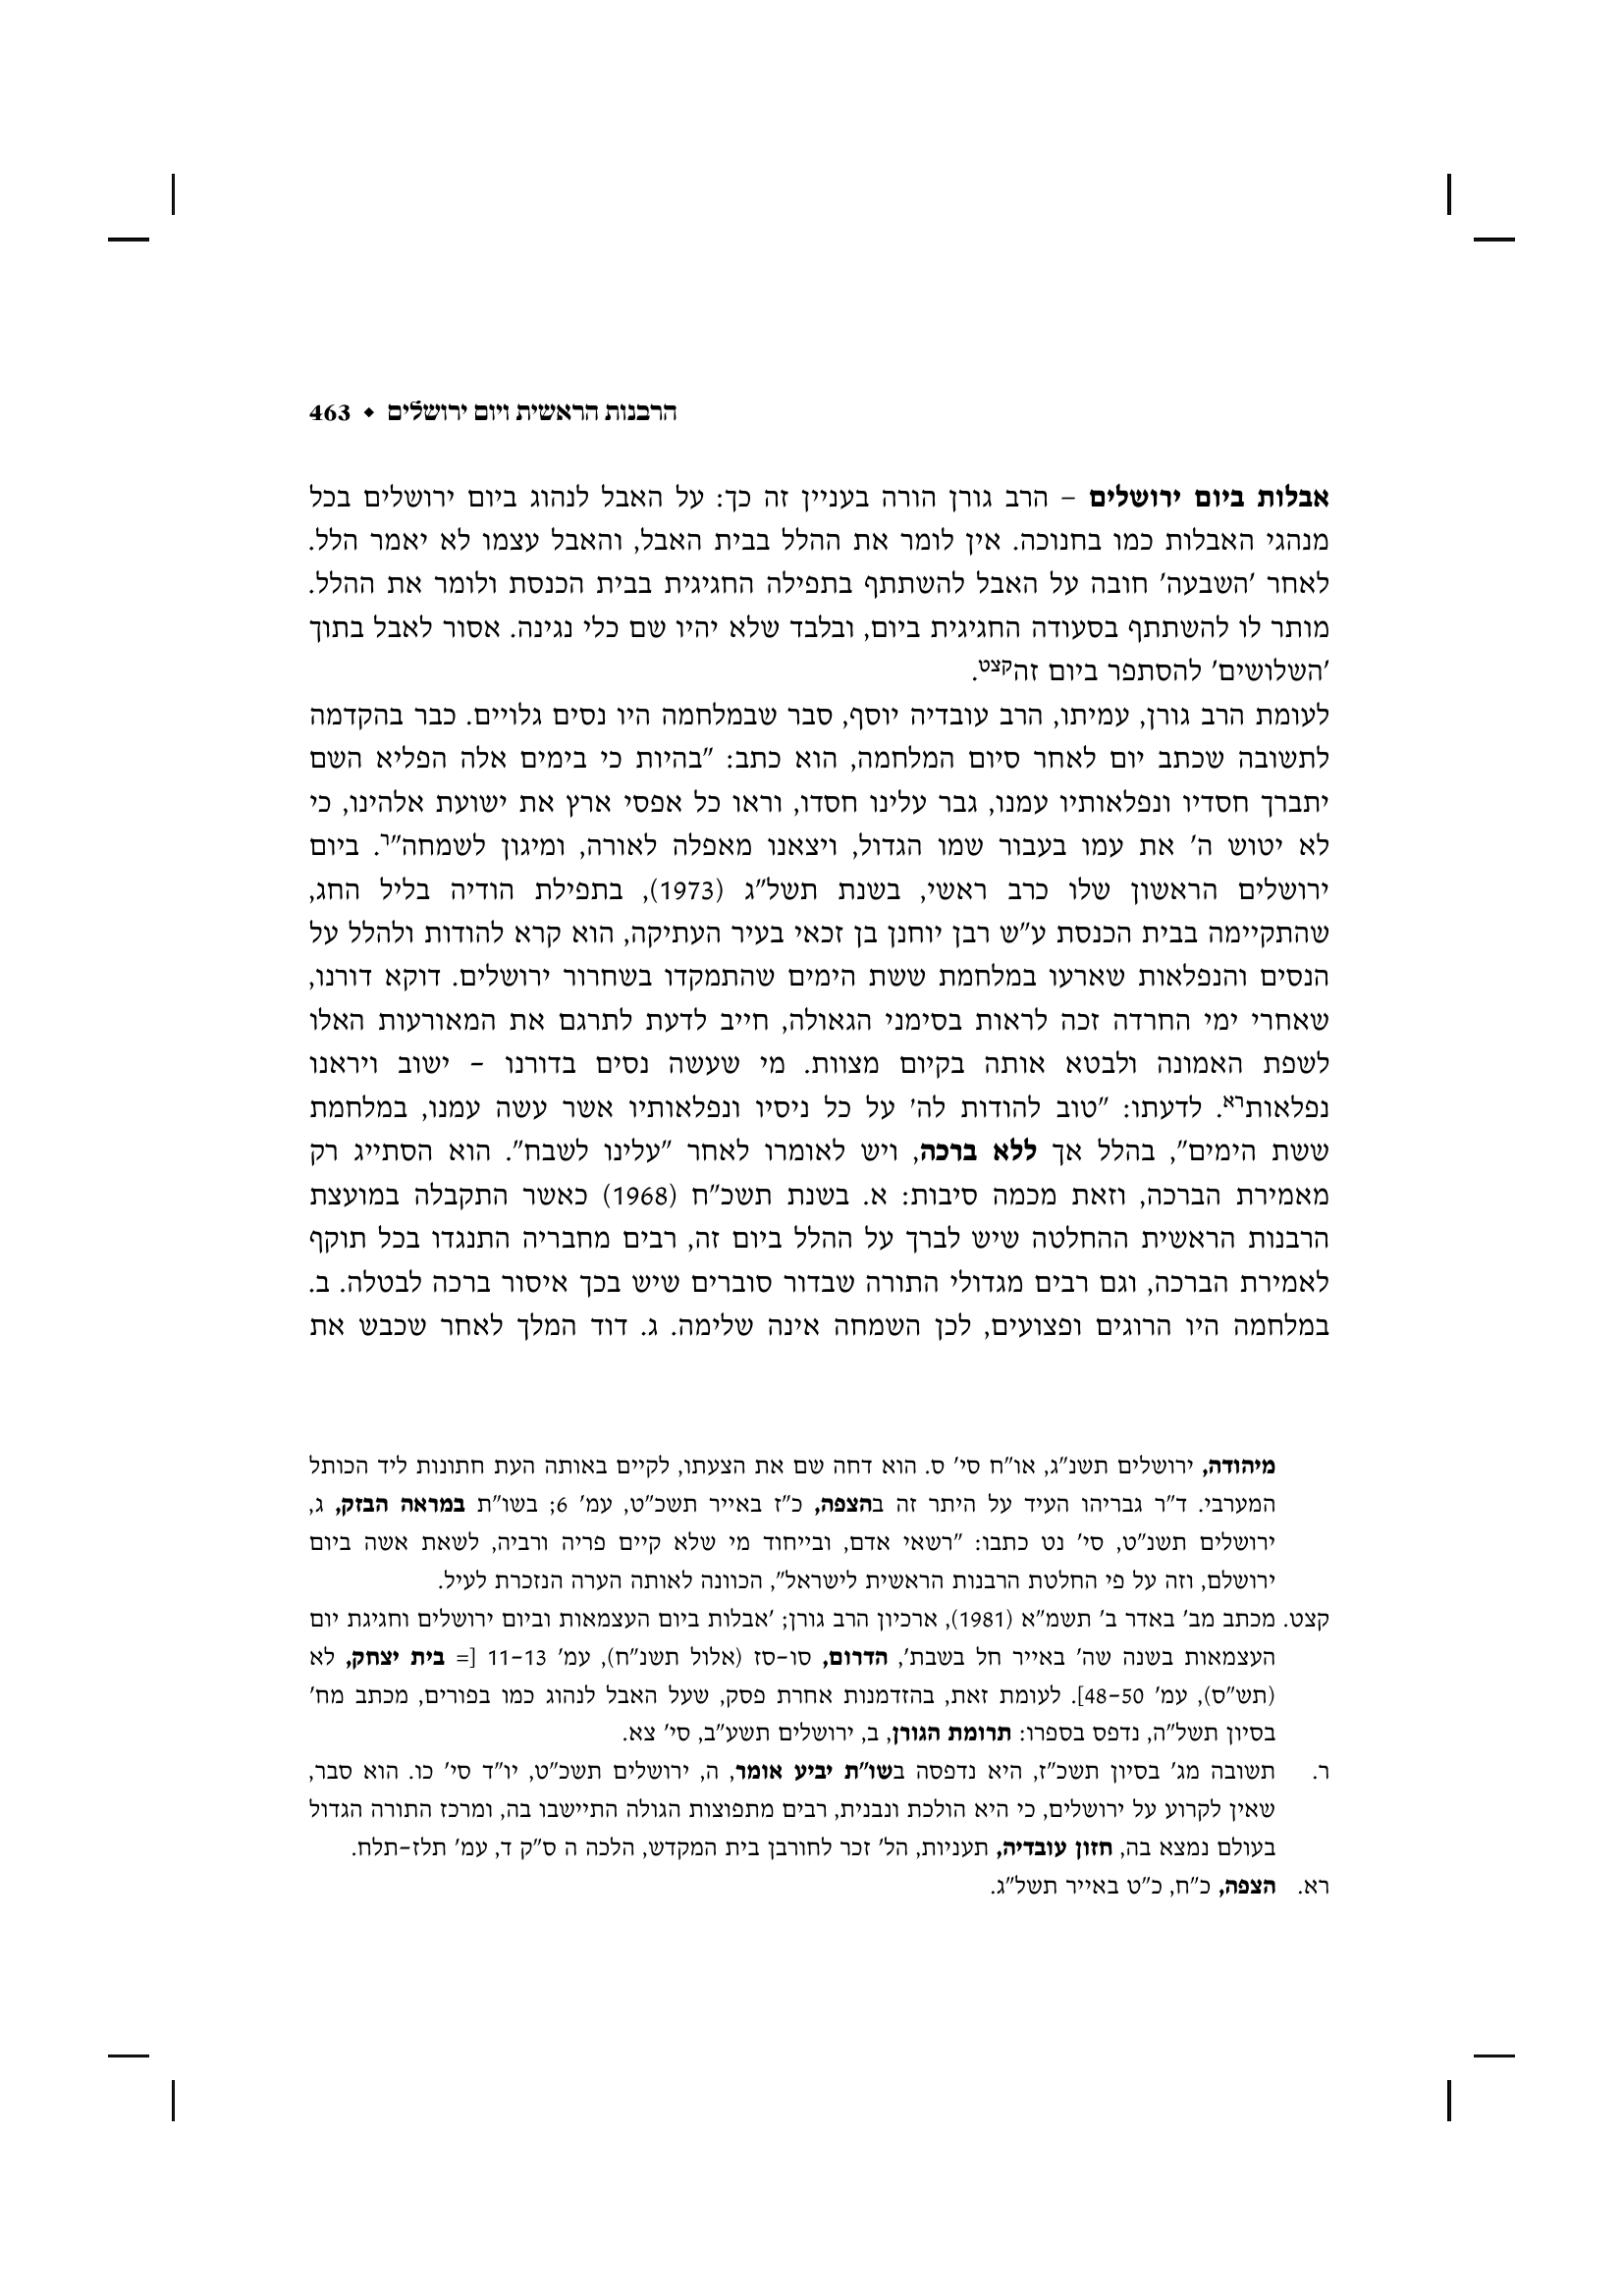 הרבנות הראשית ויום ירושלים ◆ 463
אבלות ביום ירושלים – הרב גורן הורה בעניין זה כך: על האבל לנהוג ביום ירושלים בכל
מנהגי האבלות כמו בחנוכה. אין לומר את ההלל בבית האבל, והאבל עצמו לא יאמר הלל.
לאחר 'השבעה' חובה על האבל להשתתף בתפילה החגיגית בבית הכנסת ולומר את ההלל.
מותר לו להשתתף בסעודה החגיגית ביום, ובלבד שלא יהיו שם כלי נגינה. אסור לאבל בתוך
'השלושים' להסתפר ביום זהקצט.
לעומת הרב גורן, עמיתו, הרב עובדיה יוסף, סבר שבמלחמה היו נסים גלויים. כבר בהקדמה
לתשובה שכתב יום לאחר סיום המלחמה, הוא כתב: "בהיות כי בימים אלה הפליא השם
יתברך חסדיו ונפלאותיו עמנו, גבר עלינו חסדו, וראו כל אפסי ארץ את ישועת אלהינו, כי
לא יטוש ה' את עמו בעבור שמו הגדול, ויצאנו מאפלה לאורה, ומיגון לשמחה"ר. ביום
ירושלים הראשון שלו כרב ראשי, בשנת תשל"ג (1973), בתפילת הודיה בליל החג,
שהתקיימה בבית הכנסת ע"ש רבן יוחנן בן זכאי בעיר העתיקה, הוא קרא להודות ולהלל על
הנסים והנפלאות שארעו במלחמת ששת הימים שהתמקדו בשחרור ירושלים. דוקא דורנו,
שאחרי ימי החרדה זכה לראות בסימני הגאולה, חייב לדעת לתרגם את המאורעות האלו
לשפת האמונה ולבטא אותה בקיום מצוות. מי שעשה נסים בדורנו – ישוב ויראנו
נפלאותרא. לדעתו: "טוב להודות לה' על כל ניסיו ונפלאותיו אשר עשה עמנו, במלחמת
ששת הימים", בהלל אך ללא ברכה, ויש לאומרו לאחר "עלינו לשבח". הוא הסתייג רק
מאמירת הברכה, וזאת מכמה סיבות: א. בשנת תשכ"ח (1968) כאשר התקבלה במועצת
הרבנות הראשית ההחלטה שיש לברך על ההלל ביום זה, רבים מחבריה התנגדו בכל תוקף
לאמירת הברכה, וגם רבים מגדולי התורה שבדור סוברים שיש בכך איסור ברכה לבטלה. ב.
במלחמה היו הרוגים ופצועים, לכן השמחה אינה שלימה. ג. דוד המלך לאחר שכבש את
מיהודה, ירושלים תשנ"ג, או"ח סי' ס. הוא דחה שם את הצעתו, לקיים באותה העת חתונות ליד הכותל
המערבי. ד"ר גבריהו העיד על היתר זה בהצפה, כ"ז באייר תשכ"ט, עמ' 6; בשו"ת במראה הבזק, ג,
ירושלים תשנ"ט, סי' נט כתבו: "רשאי אדם, ובייחוד מי שלא קיים פריה ורביה, לשאת אשה ביום
ירושלם, וזה על פי החלטת הרבנות הראשית לישראל", הכוונה לאותה הערה הנזכרת לעיל.
קצט. מכתב מב' באדר ב' תשמ"א (1981), ארכיון הרב גורן; 'אבלות ביום העצמאות וביום ירושלים וחגיגת יום
העצמאות בשנה שה' באייר חל בשבת', הדרום, סו–סז (אלול תשנ"ח), עמ' 11–13 [= בית יצחק, לא
(תש"ס), עמ' 48–50]. לעומת זאת, בהזדמנות אחרת פסק, שעל האבל לנהוג כמו בפורים, מכתב מח'
בסיון תשל"ה, נדפס בספרו: תרומת הגורן, ב, ירושלים תשע"ב, סי' צא.
ר. תשובה מג' בסיון תשכ"ז, היא נדפסה בשו"ת יביע אומר, ה, ירושלים תשכ"ט, יו"ד סי' כו. הוא סבר,
שאין לקרוע על ירושלים, כי היא הולכת ונבנית, רבים מתפוצות הגולה התיישבו בה, ומרכז התורה הגדול
בעולם נמצא בה, חזון עובדיה, תעניות, הל' זכר לחורבן בית המקדש, הלכה ה ס"ק ד, עמ' תלז–תלח.
רא. הצפה, כ"ח, כ"ט באייר תשל"ג.